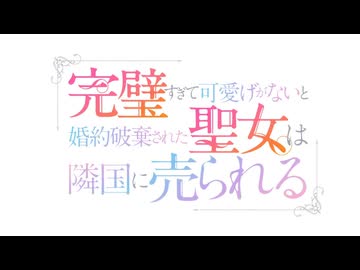 完璧すぎて可愛げがないと
婚約破棄された聖女は
隣国に売られる